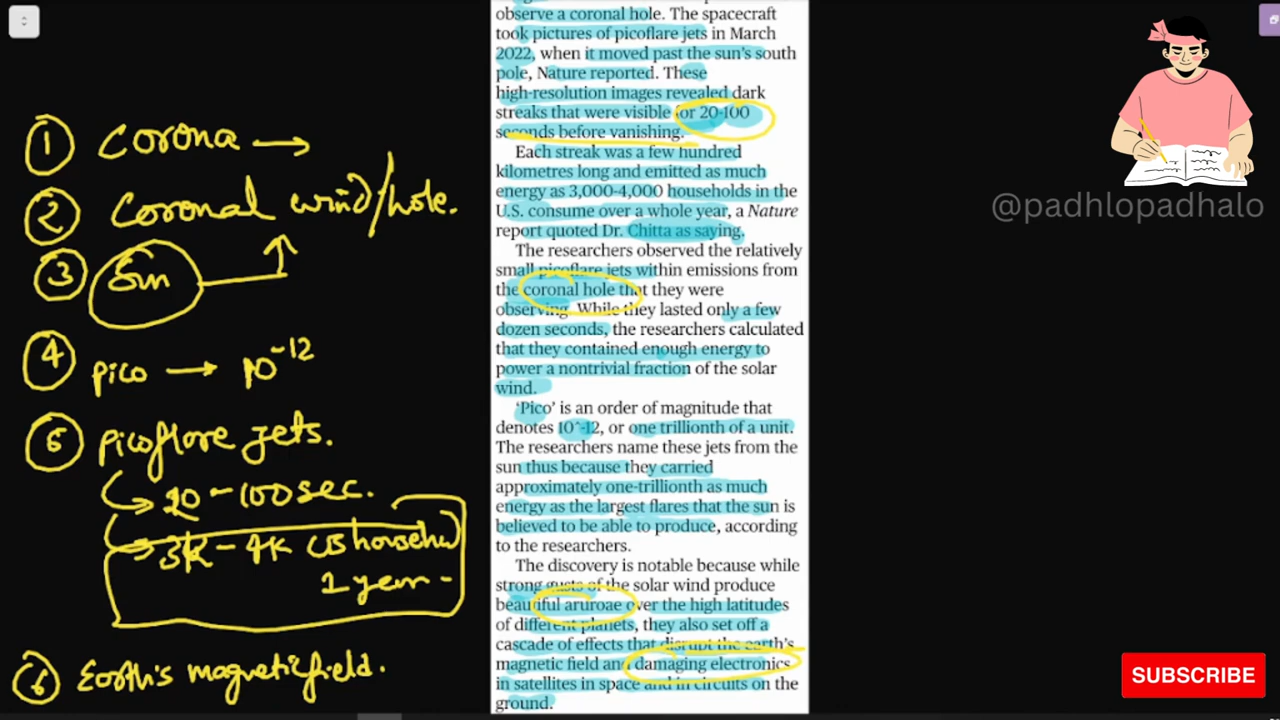 ① Corona →
② Coronal wind/hole.
③ Sun
④ pico → 10⁻¹²
⑤ picoflare jets.
→ 20-100 sec.
→ 3K - 4K US household
1 year -
⑥ Earth's magneticfield.
observe a coronal hole. The spacecraft
took pictures of picoflare jets in March
2022, when it moved past the sun's south
pole, Nature reported. These
high-resolution images revealed dark
streaks that were visible for 20-100
seconds before vanishing.
Each streak was a few hundred
kilometres long and emitted as much
energy as 3,000-4,000 households in the
U.S. consume over a whole year, a Nature
report quoted Dr. Chitta as saying.
The researchers observed the relatively
small picoflare jets within emissions from
the coronal hole that they were
observing. While they lasted only a few
dozen seconds, the researchers calculated
that they contained enough energy to
power a nontrivial fraction of the solar
wind.
'Pico' is an order of magnitude that
denotes 10^-12, or one trillionth of a unit.
The researchers name these jets from the
sun thus because they carried
approximately one-trillionth as much
energy as the largest flares that the sun is
believed to be able to produce, according
to the researchers.
The discovery is notable because while
strong gusts of the solar wind produce
beautiful aruroae over the high latitudes
of different planets, they also set off a
cascade of effects that disrupt the earth's
magnetic field and damaging electronics
in satellites in space and in circuits on the
ground.
@padhlopadhalo
SUBSCRIBE